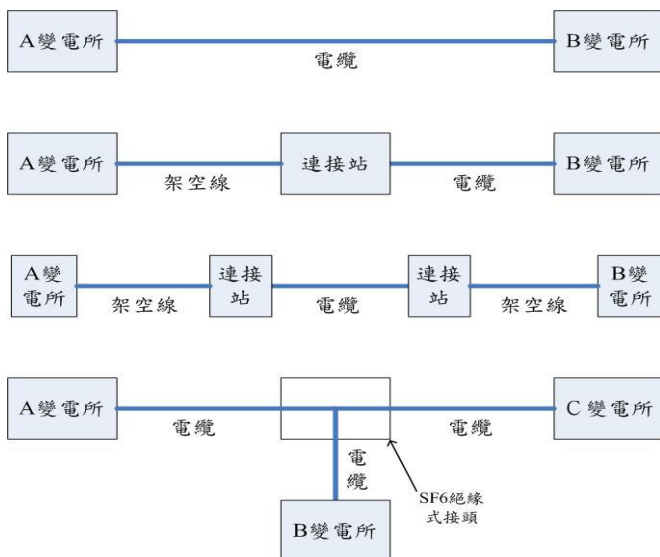 A變電所
B變電所
電纜
A變電所
連接站
B變電所
架空線
電纜
A變
電所
連接
站
連接
站
B變
電所
架空線
電纜
架空線
A變電所
C變電所
電纜
電纜
電
纜
SF6絕緣
式接頭
B變電所